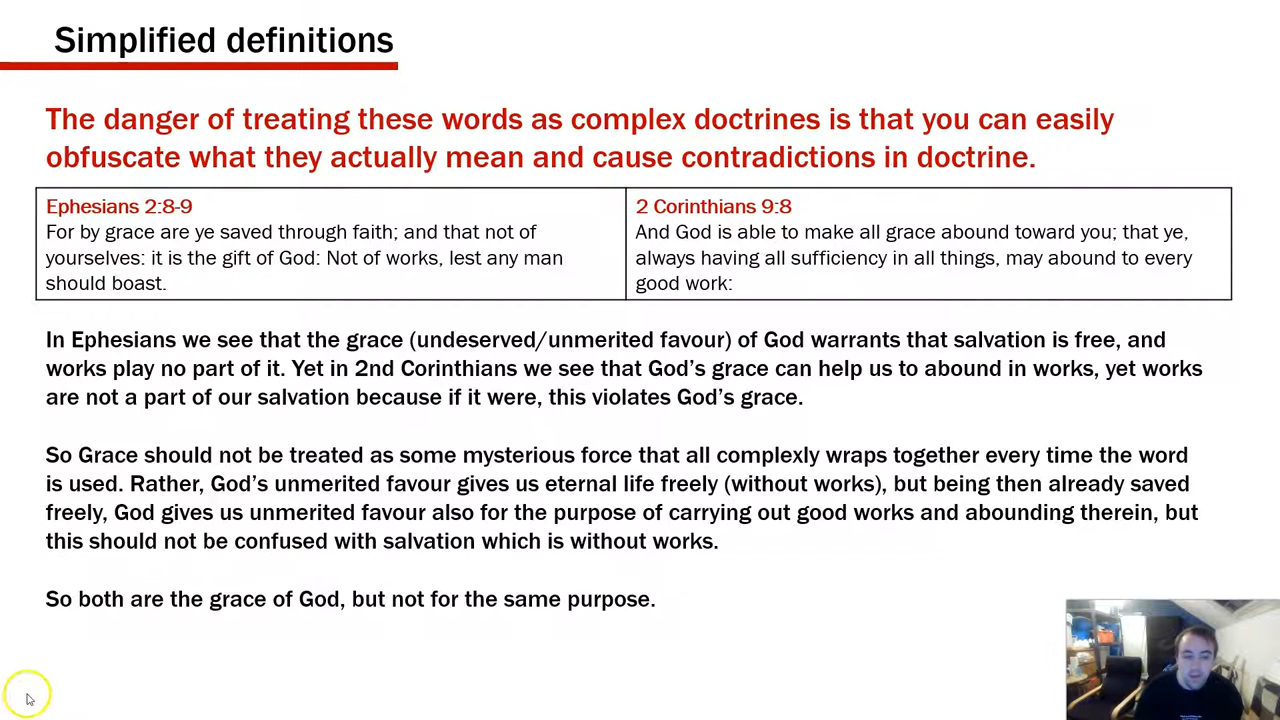 Simplified definitions
The danger of treating these words as complex doctrines is that you can easily
obfuscate what they actually mean and cause contradictions in doctrine.
Ephesians 2:8-9
For by grace are ye saved through faith; and that not of
yourselves: it is the gift of God: Not of works, lest any man
should boast.
2 Corinthians 9:8
And God is able to make all grace abound toward you; that ye,
always having all sufficiency in all things, may abound to every
good work:
In Ephesians we see that the grace (undeserved/unmerited favour) of God warrants that salvation is free, and
works play no part of it. Yet in 2nd Corinthians we see that God's grace can help us to abound in works, yet works
are not a part of our salvation because if it were, this violates God's grace.
So Grace should not be treated as some mysterious force that all complexly wraps together every time the word
is used. Rather, God's unmerited favour gives us eternal life freely (without works), but being then already saved
freely, God gives us unmerited favour also for the purpose of carrying out good works and abounding therein, but
this should not be confused with salvation which is without works.
So both are the grace of God, but not for the same purpose.